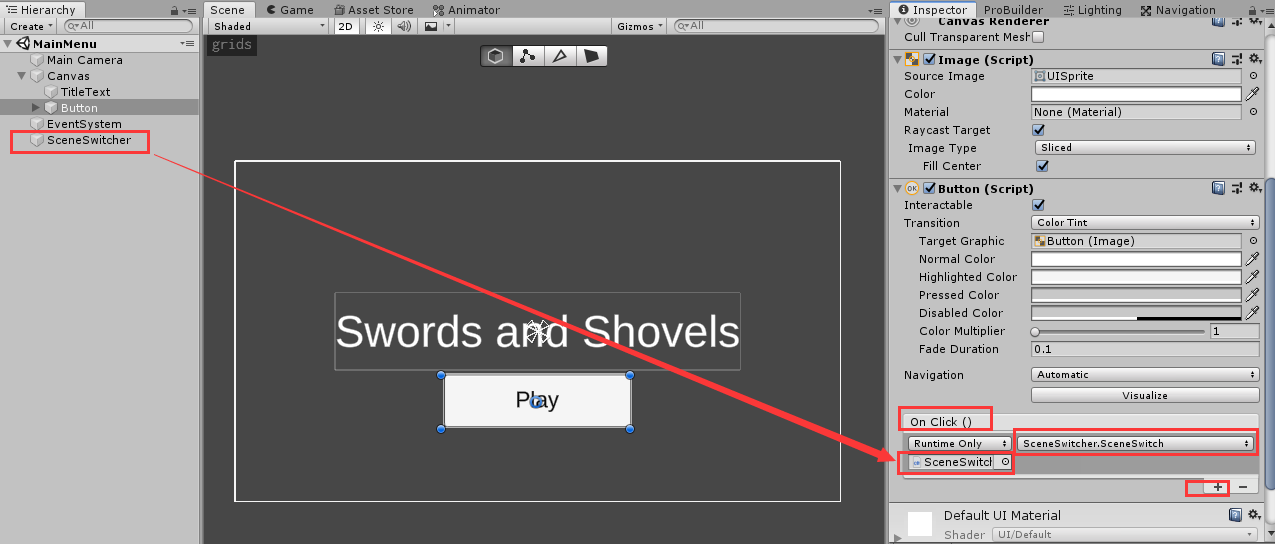 Hierarchy
Create
All
MainMenu
Main Camera
Canvas
TitleText
Button
EventSystem
SceneSwitcher
Scene
Game
Asset Store
Animator
Shaded
2D
Gizmos
All
grids
Swords and Shovels
Play
Inspector
ProBuilder
Lighting
Navigation
Canvas Renderer
Cull Transparent Mesh
Image (Script)
Source Image
UISprite
Color
Material
None (Material)
Raycast Target
Image Type
Sliced
Fill Center
OK
Button (Script)
Interactable
Transition
Color Tint
Target Graphic
Button (Image)
Normal Color
Highlighted Color
Pressed Color
Disabled Color
Color Multiplier
1
Fade Duration
0.1
Navigation
Automatic
Visualize
On Click ()
Runtime Only
SceneSwitcher.SceneSwitch
SceneSwitch
Default UI Material
Shader
UI/Default